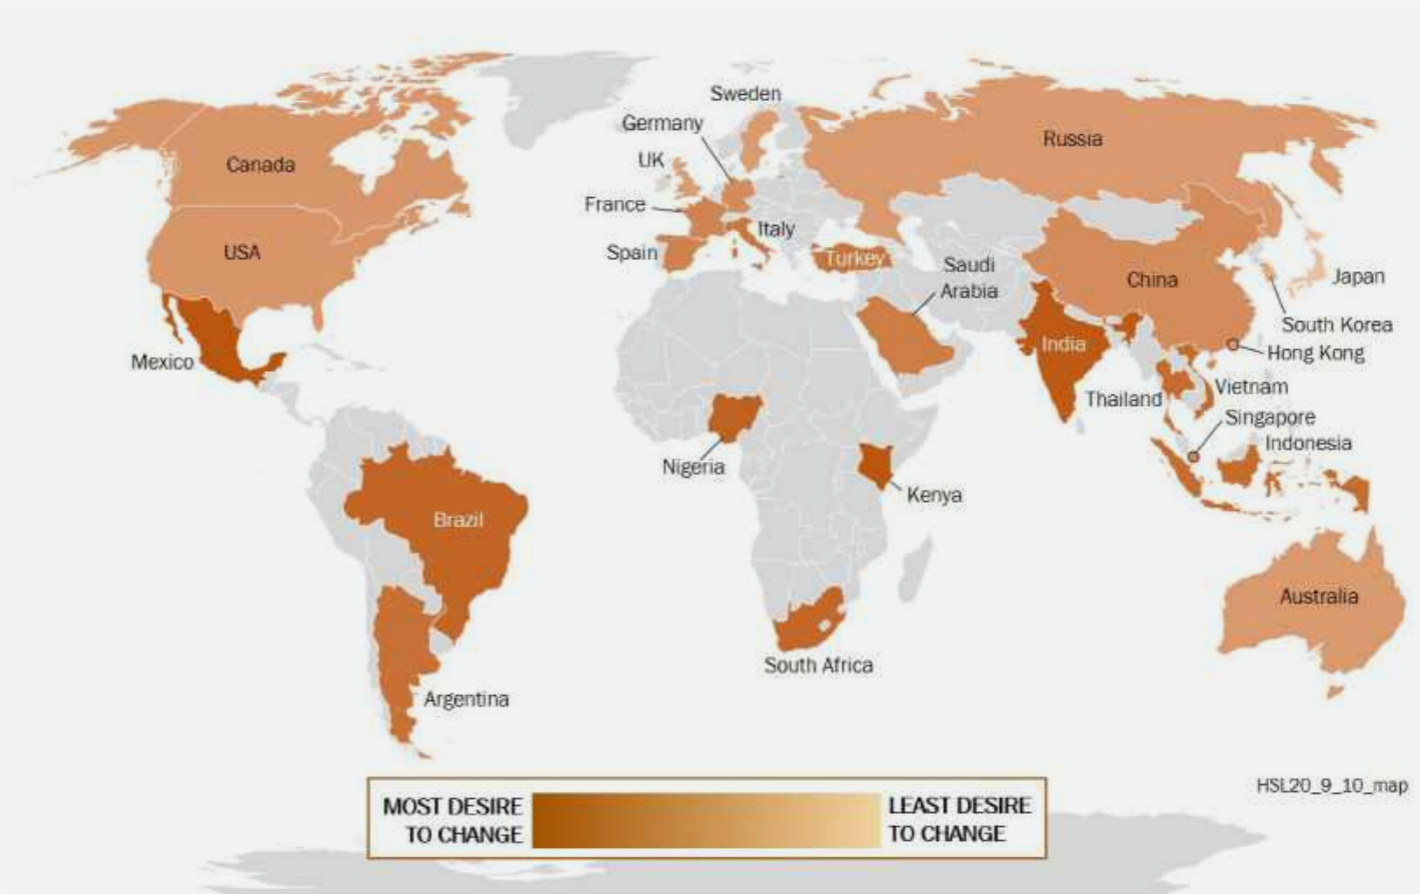 Sweden
Germany
Russia
UK
Canada
France
Italy
USA
Spain
Turkey
Saudi
Arabia
China
Japan
South Korea
India
Hong Kong
Mexico
Thailand
Vietnam
Singapore
Indonesia
Nigeria
Kenya
Brazil
Australia
South Africa
Argentina
HSL20_9_10_map
MOST DESIRE
TO CHANGE
LEAST DESIRE
TO CHANGE